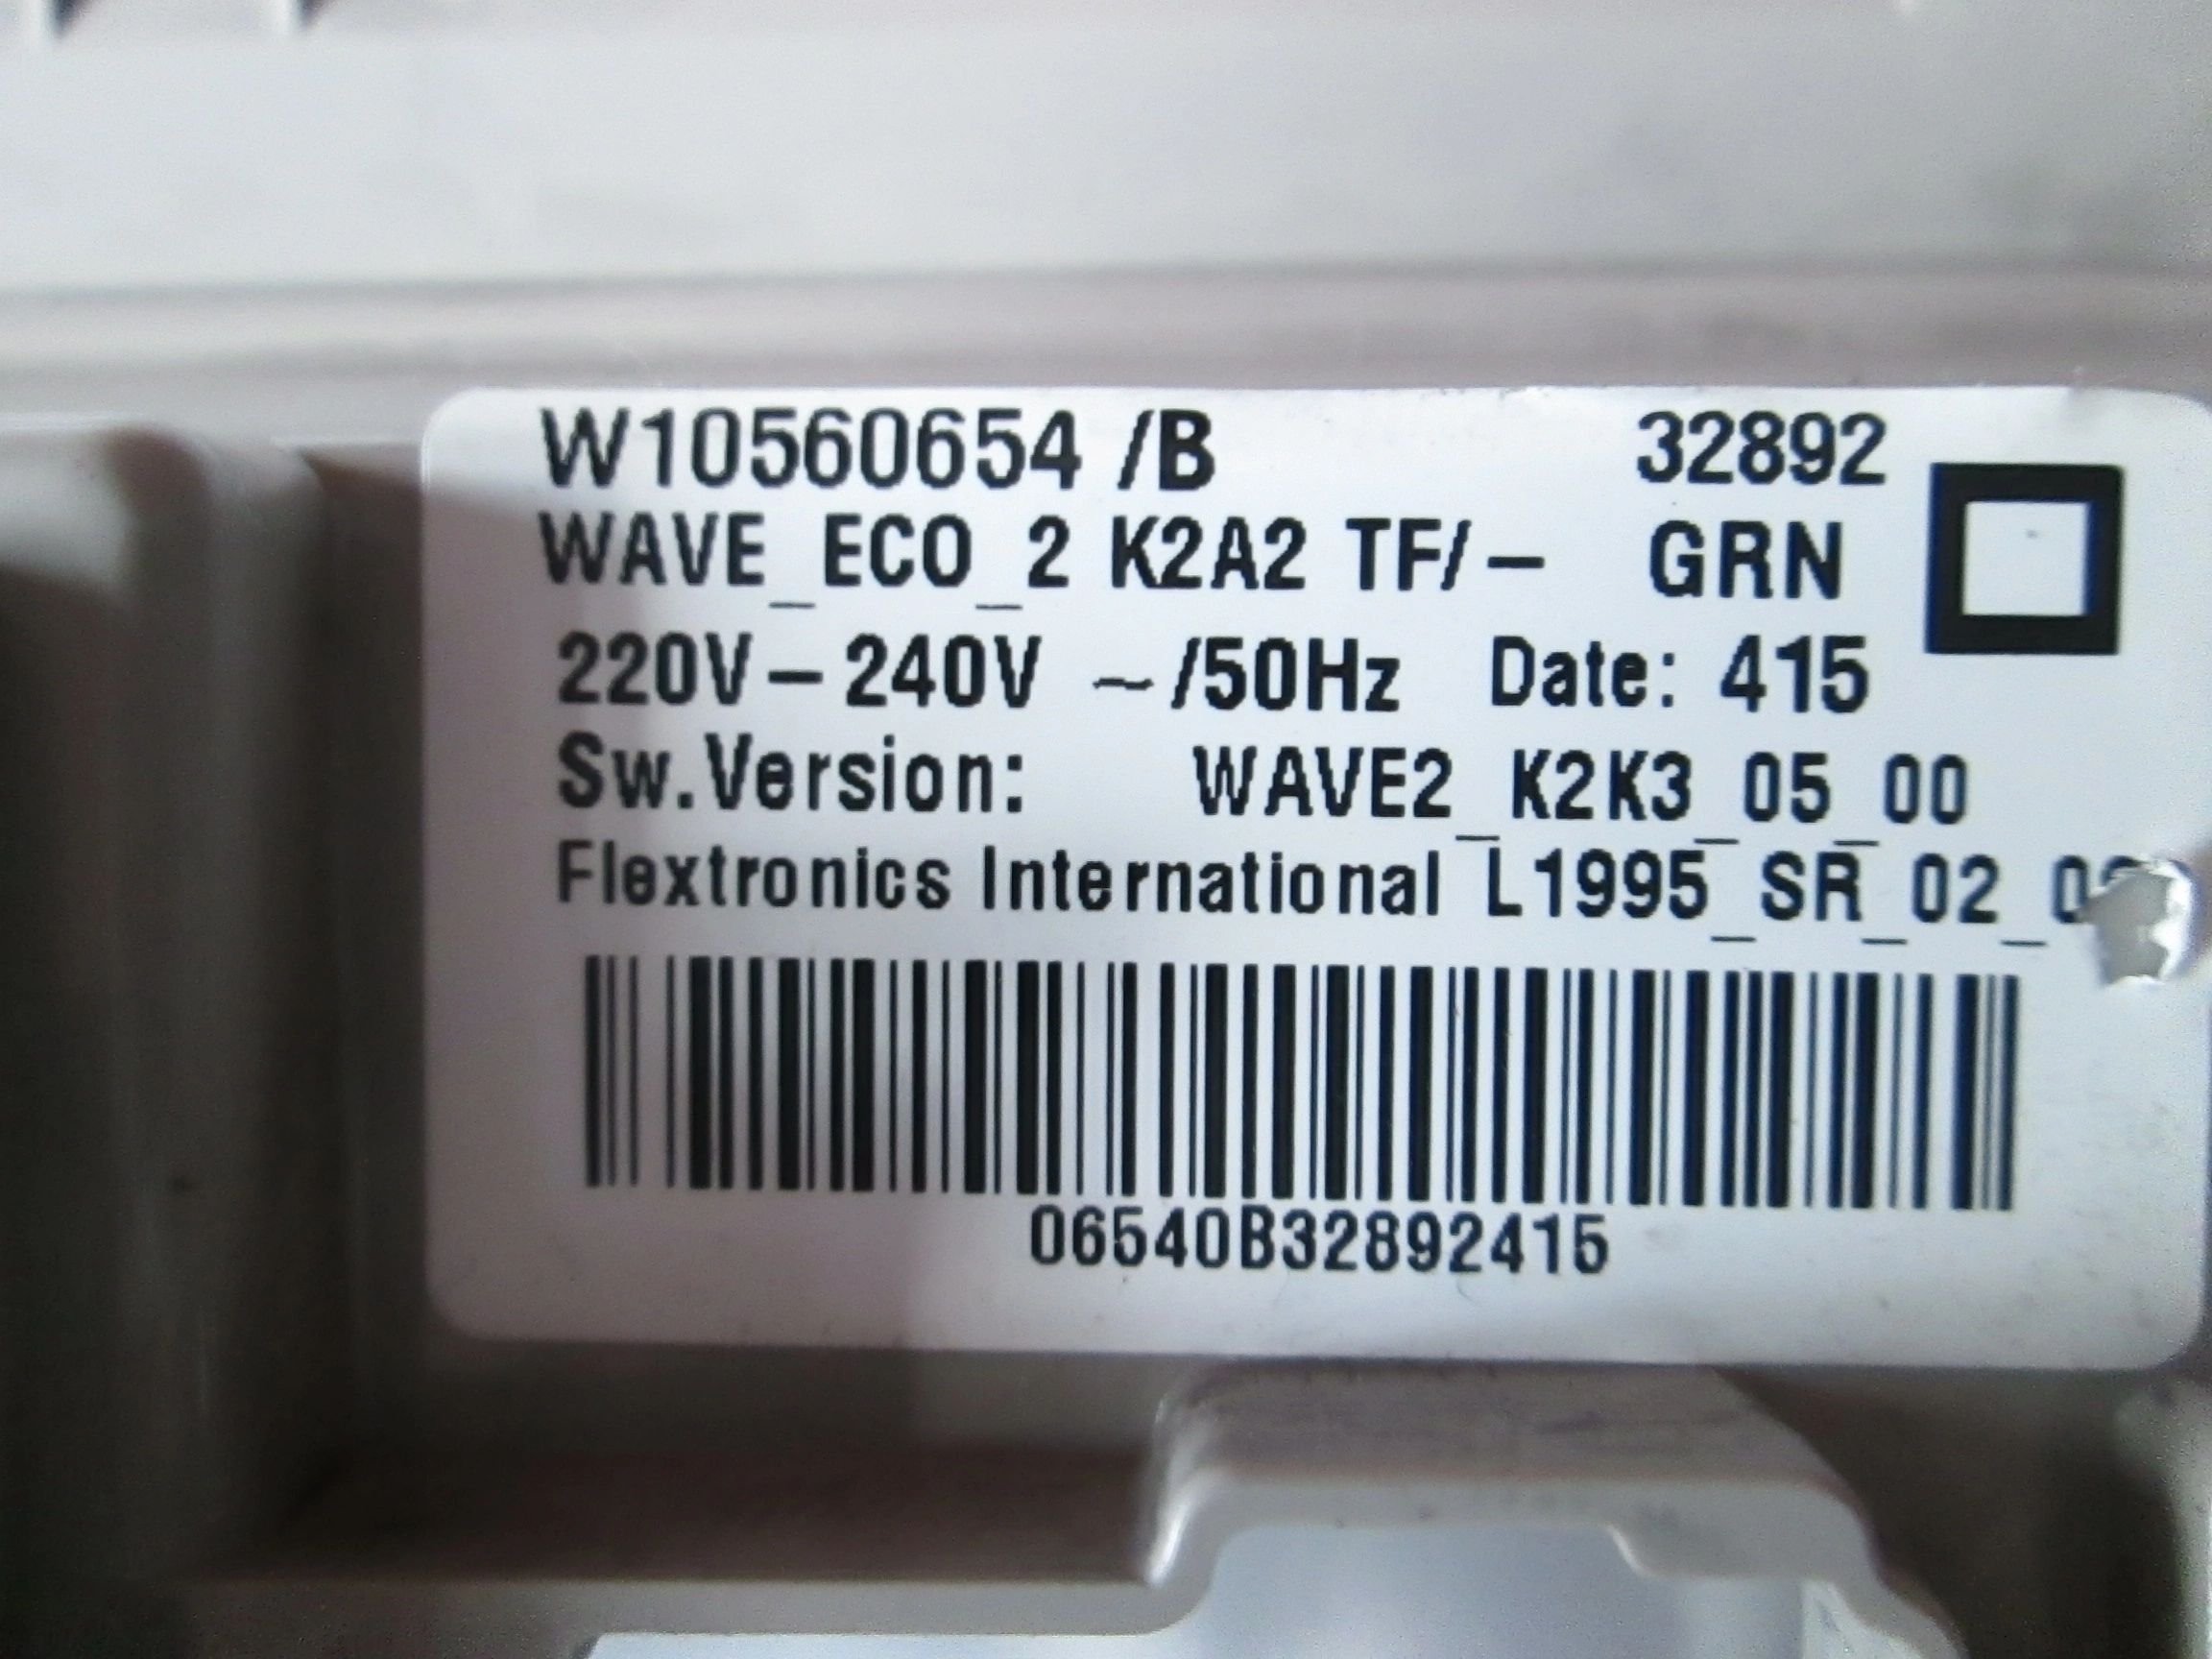 W10560654 /B 32892
WAVE_ECO_2 K2A2 TF/- GRN
220V-240V ~/50Hz Date: 415
Sw.Version: WAVE2_K2K3_05_00
Flextronics International L1995_SR_02_
06540B32892415